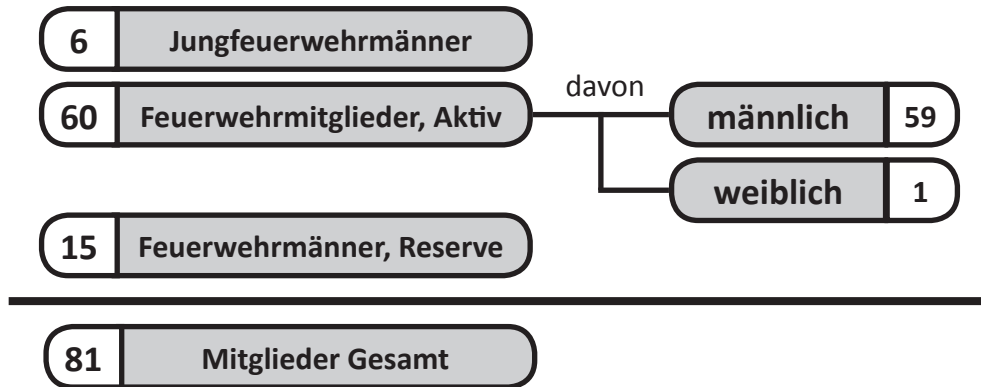 6 Jungfeuerwehrmänner
davon
60 Feuerwehrmitglieder, Aktiv männlich 59
weiblich 1
15 Feuerwehrmänner, Reserve
81 Mitglieder Gesamt